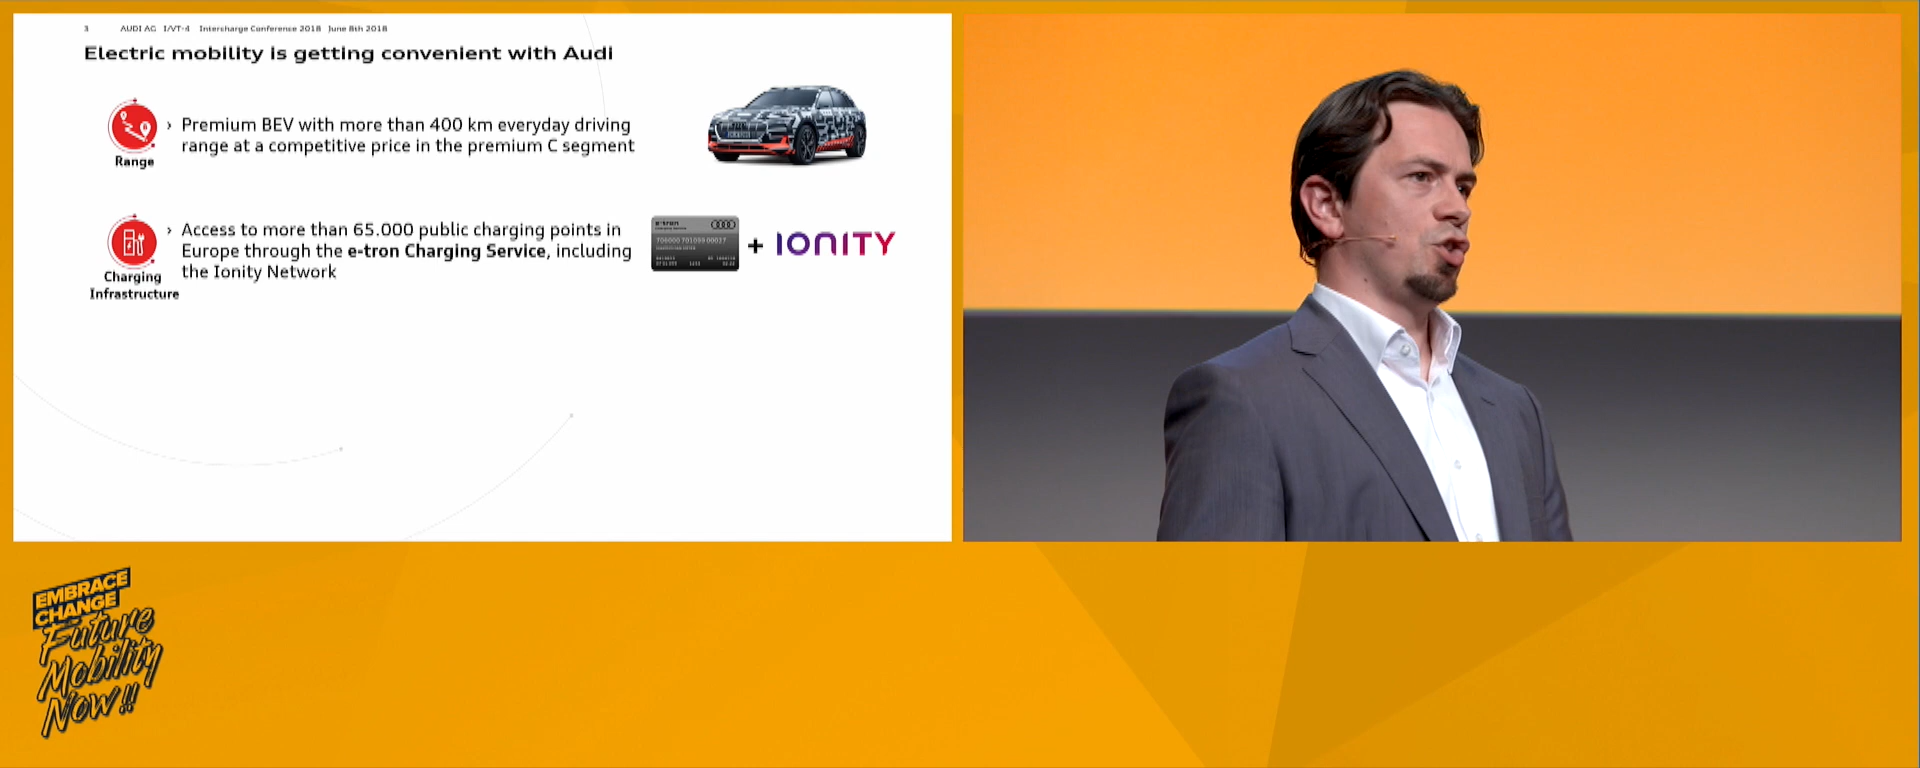 3 AUDI AG I/VT-4 Intercharge Conference 2018 June 8th 2018
Electric mobility is getting convenient with Audi
Range
› Premium BEV with more than 400 km everyday driving
range at a competitive price in the premium C segment
Charging
Infrastructure
› Access to more than 65.000 public charging points in
Europe through the e-tron Charging Service, including
the Ionity Network
e-tron
+ IONITY
EMBRACE
CHANGE
Future
Mobility
Now!!